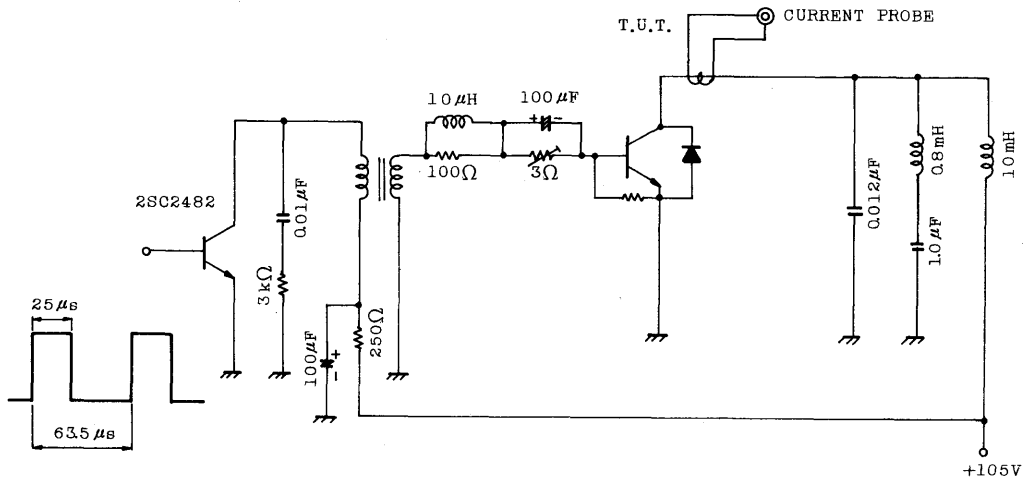 T.U.T.
CURRENT PROBE
10μH
100μF
+ -
100Ω
3Ω
2SC2482
0.01μF
3kΩ
0.012μF
0.8mH
1.0μF
10mH
25μs
63.5μs
100μF
+
-
250Ω
+105V